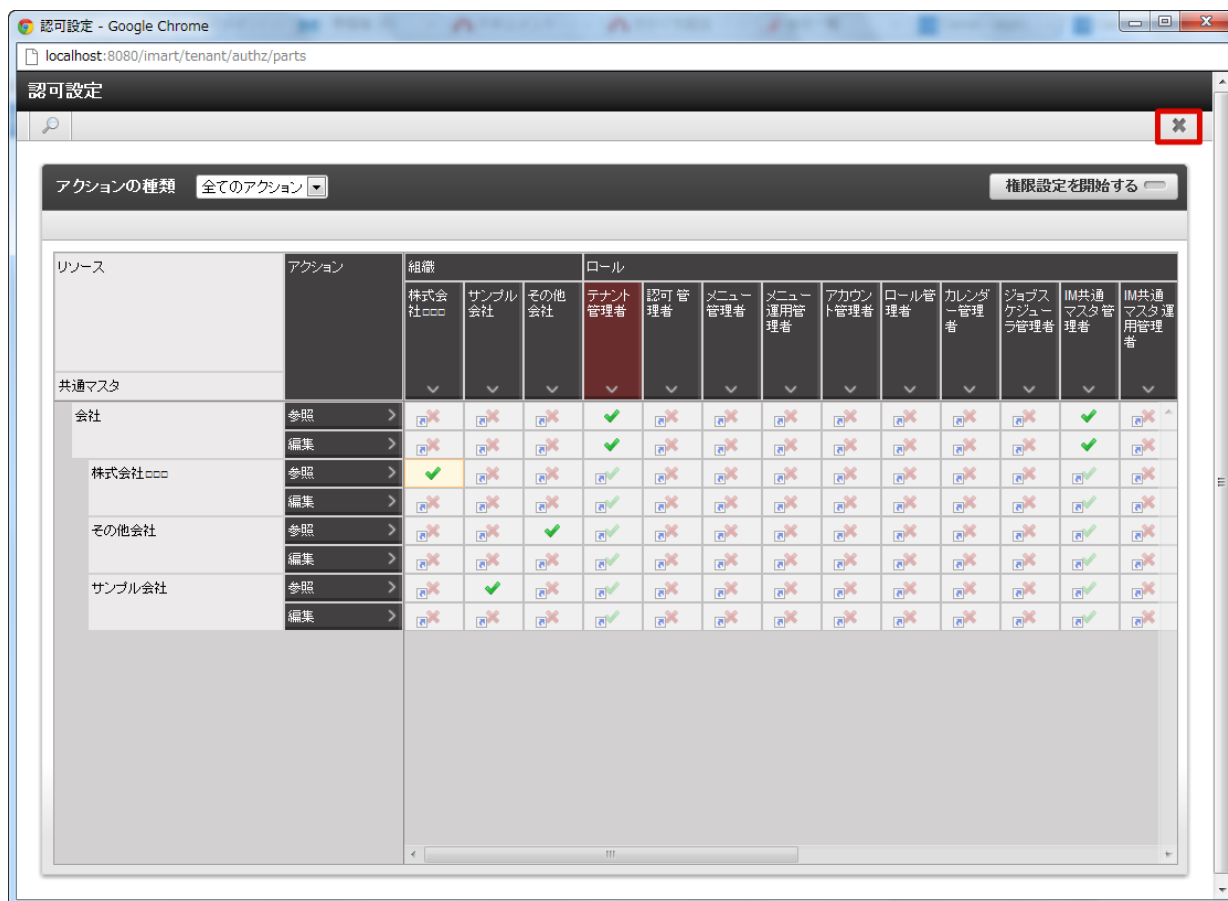 認可設定 - Google Chrome
localhost:8080/imart/tenant/authz/parts
認可設定
アクションの種類 全てのアクション 権限設定を開始する
リソース アクション 組織 ロール
株式会社□□□ サンプル会社 その他会社 テナント管理者 認可管理者 メニュー管理者 メニュー運用管理者 アカウント管理者 ロール管理者 カレンダー管理者 ジョブスケジューラ管理者 IM共通マスタ管理者 IM共通マスタ運用管理者
共通マスタ
会社 参照
編集
株式会社□□□ 参照
編集
その他会社 参照
編集
サンプル会社 参照
編集